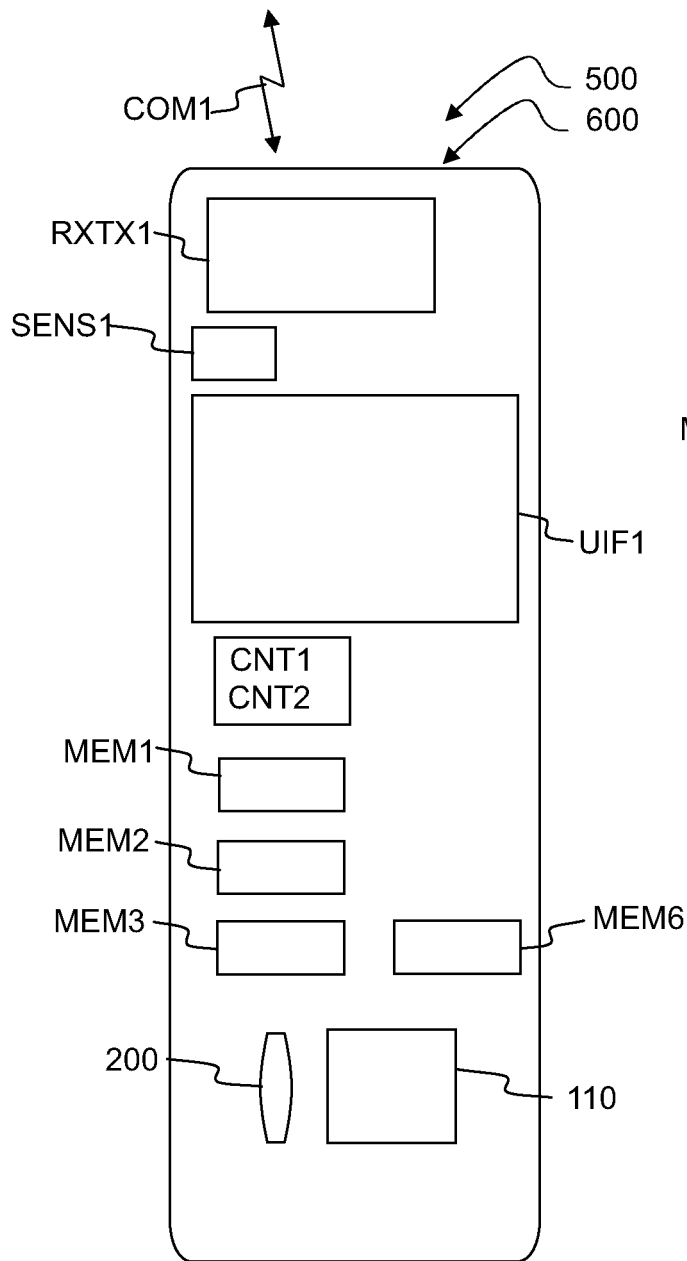 500
COM1
600
RXTX1
SENS1
UIF1
CNT1
CNT2
MEM1
MEM2
MEM3
MEM6
200
110